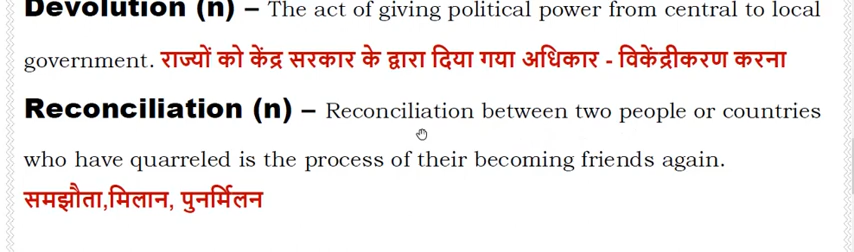 Devolution (n) – The act of giving political power from central to local
government. राज्यों को केंद्र सरकार के द्वारा दिया गया अधिकार - विकेंद्रीकरण करना
Reconciliation (n) – Reconciliation between two people or countries
who have quarreled is the process of their becoming friends again.
समझौता,मिलान, पुनर्मिलन